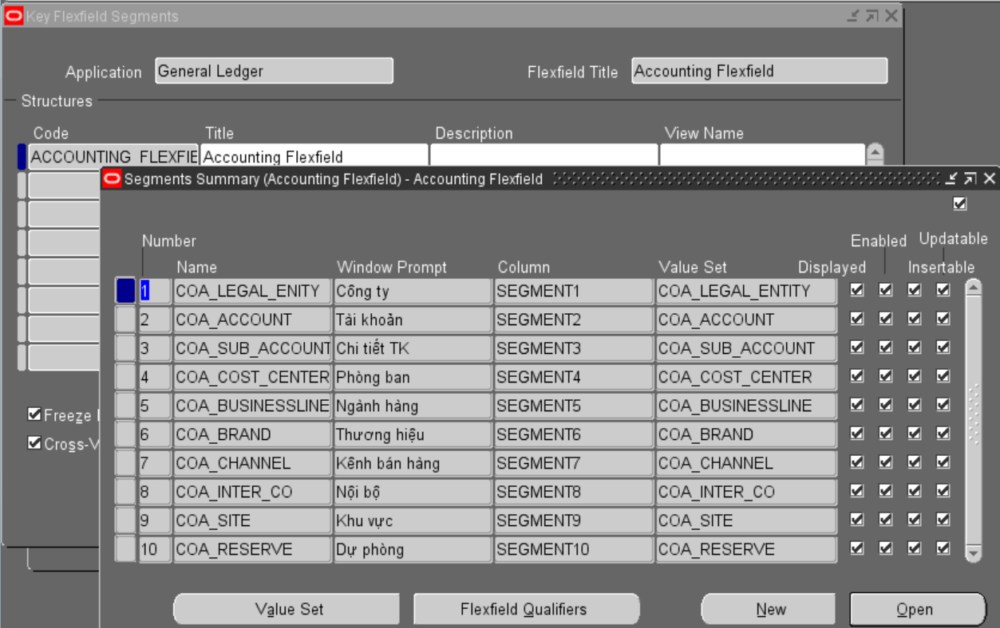 Key Flexfield Segments
Application General Ledger Flexfield Title Accounting Flexfield
Structures
Code Title Description View Name
ACCOUNTING_FLEXFIE Accounting Flexfield
Segments Summary (Accounting Flexfield) - Accounting Flexfield
Number Enabled Updatable
Name Window Prompt Column Value Set Displayed Insertable
1 COA_LEGAL_ENITY Công ty SEGMENT1 COA_LEGAL_ENTITY
2 COA_ACCOUNT Tài khoản SEGMENT2 COA_ACCOUNT
3 COA_SUB_ACCOUNT Chi tiết TK SEGMENT3 COA_SUB_ACCOUNT
4 COA_COST_CENTER Phòng ban SEGMENT4 COA_COST_CENTER
5 COA_BUSINESSLINE Ngành hàng SEGMENT5 COA_BUSINESSLINE
6 COA_BRAND Thương hiệu SEGMENT6 COA_BRAND
7 COA_CHANNEL Kênh bán hàng SEGMENT7 COA_CHANNEL
8 COA_INTER_CO Nội bộ SEGMENT8 COA_INTER_CO
9 COA_SITE Khu vực SEGMENT9 COA_SITE
10 COA_RESERVE Dự phòng SEGMENT10 COA_RESERVE
Freeze
Cross-V
Value Set Flexfield Qualifiers New Open